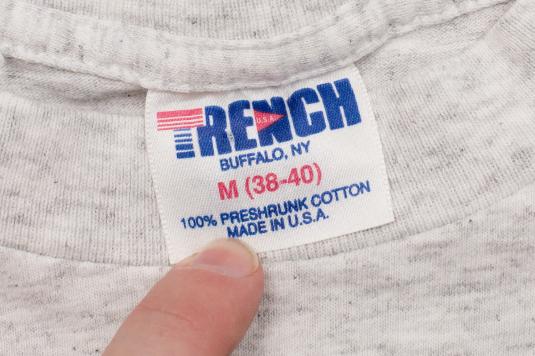 TRENCH
U.S.A.
BUFFALO, NY
M (38-40)
100% PRESHRUNK COTTON
MADE IN U.S.A.